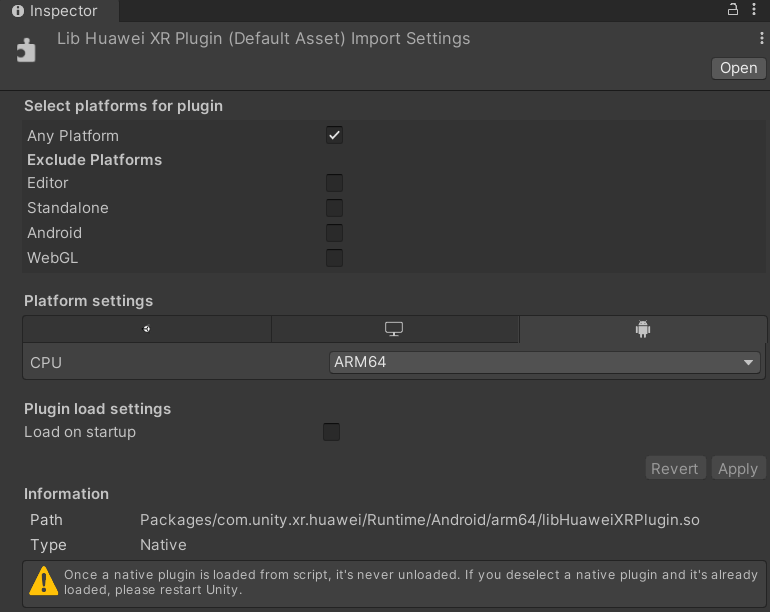 Inspector
Lib Huawei XR Plugin (Default Asset) Import Settings
Open
Select platforms for plugin
Any Platform
Exclude Platforms
Editor
Standalone
Android
WebGL
Platform settings
CPU ARM64
Plugin load settings
Load on startup
Revert Apply
Information
Path Packages/com.unity.xr.huawei/Runtime/Android/arm64/libHuaweiXRPlugin.so
Type Native
Once a native plugin is loaded from script, it's never unloaded. If you deselect a native plugin and it's already
loaded, please restart Unity.